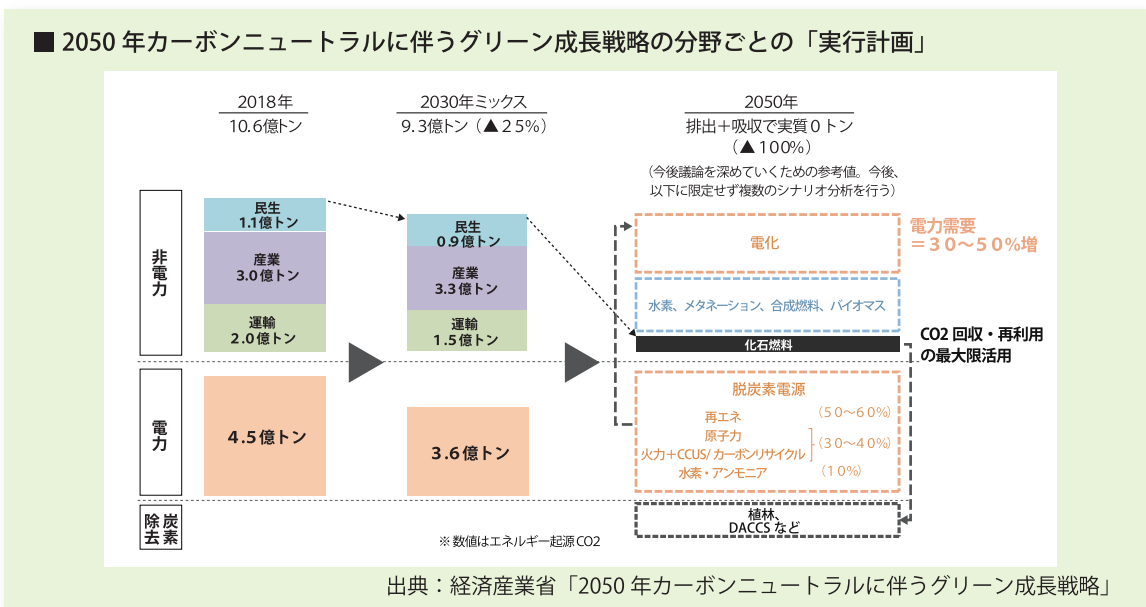 ■ 2050 年カーボンニュートラルに伴うグリーン成長戦略の分野ごとの「実行計画」
2018年
10.6億トン
2030年ミックス
9.3億トン（▲25%）
2050年
排出＋吸収で実質0トン
（▲100%）
（今後議論を深めていくための参考値。今後、
以下に限定せず複数のシナリオ分析を行う）
非電力
民生
1.1億トン
産業
3.0億トン
運輸
2.0億トン
民生
0.9億トン
産業
3.3億トン
運輸
1.5億トン
電化
電力需要
＝30～50%増
水素、メタネーション、合成燃料、バイオマス
化石燃料
CO2 回収・再利用
の最大限活用
電力
4.5億トン
3.6億トン
脱炭素電源
再エネ （50～60%）
原子力
火力＋CCUS/ カーボンリサイクル （30～40%）
水素・アンモニア （10%）
炭素除去
植林、
DACCS など
※数値はエネルギー起源CO2
出典：経済産業省「2050 年カーボンニュートラルに伴うグリーン成長戦略」